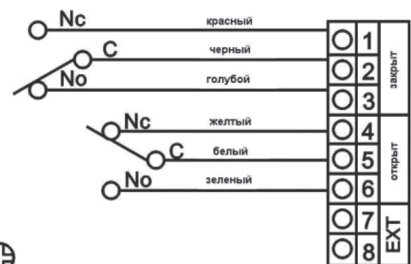 Nc красный 1
C черный 2
No голубой 3
закрыт
Nc желтый 4
C белый 5
No зеленый 6
открыт
7
8
EXT